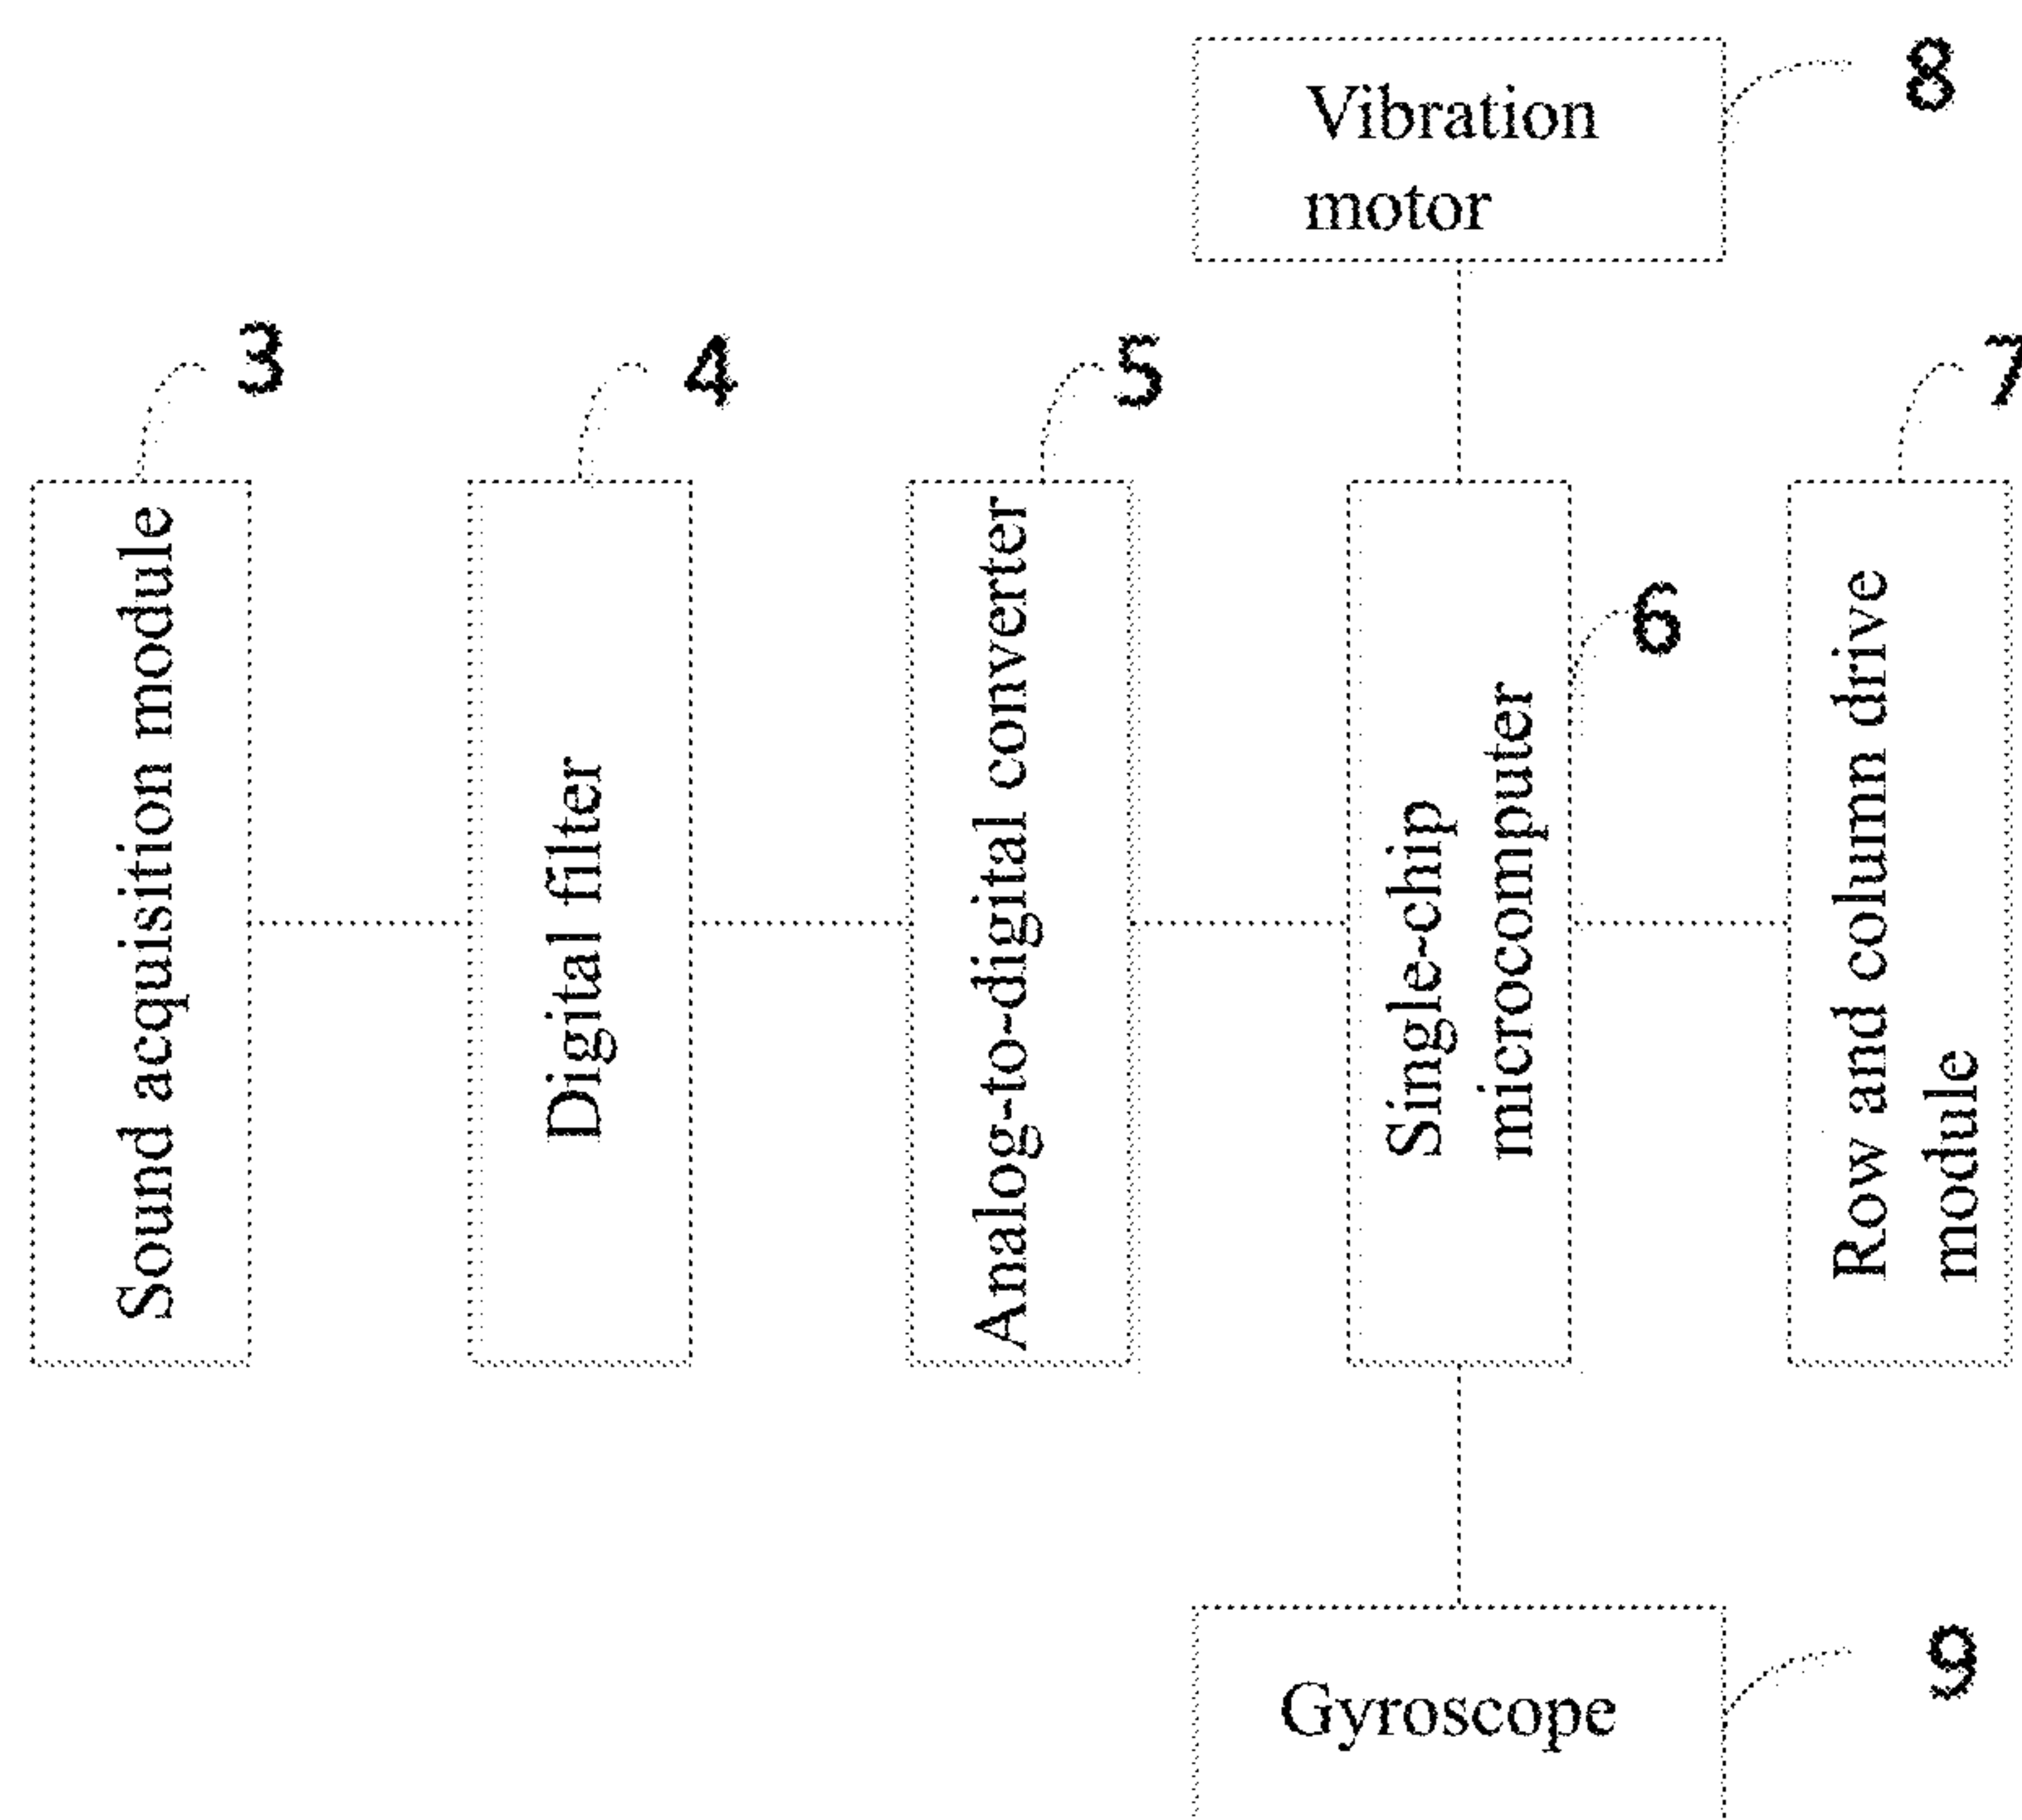 Vibration
motor
8
3
4
5
7
Sound acquisition module
Digital filter
Analog-to-digital converter
Single-chip
microcomputer
6
Row and column drive
module
Gyroscope
9